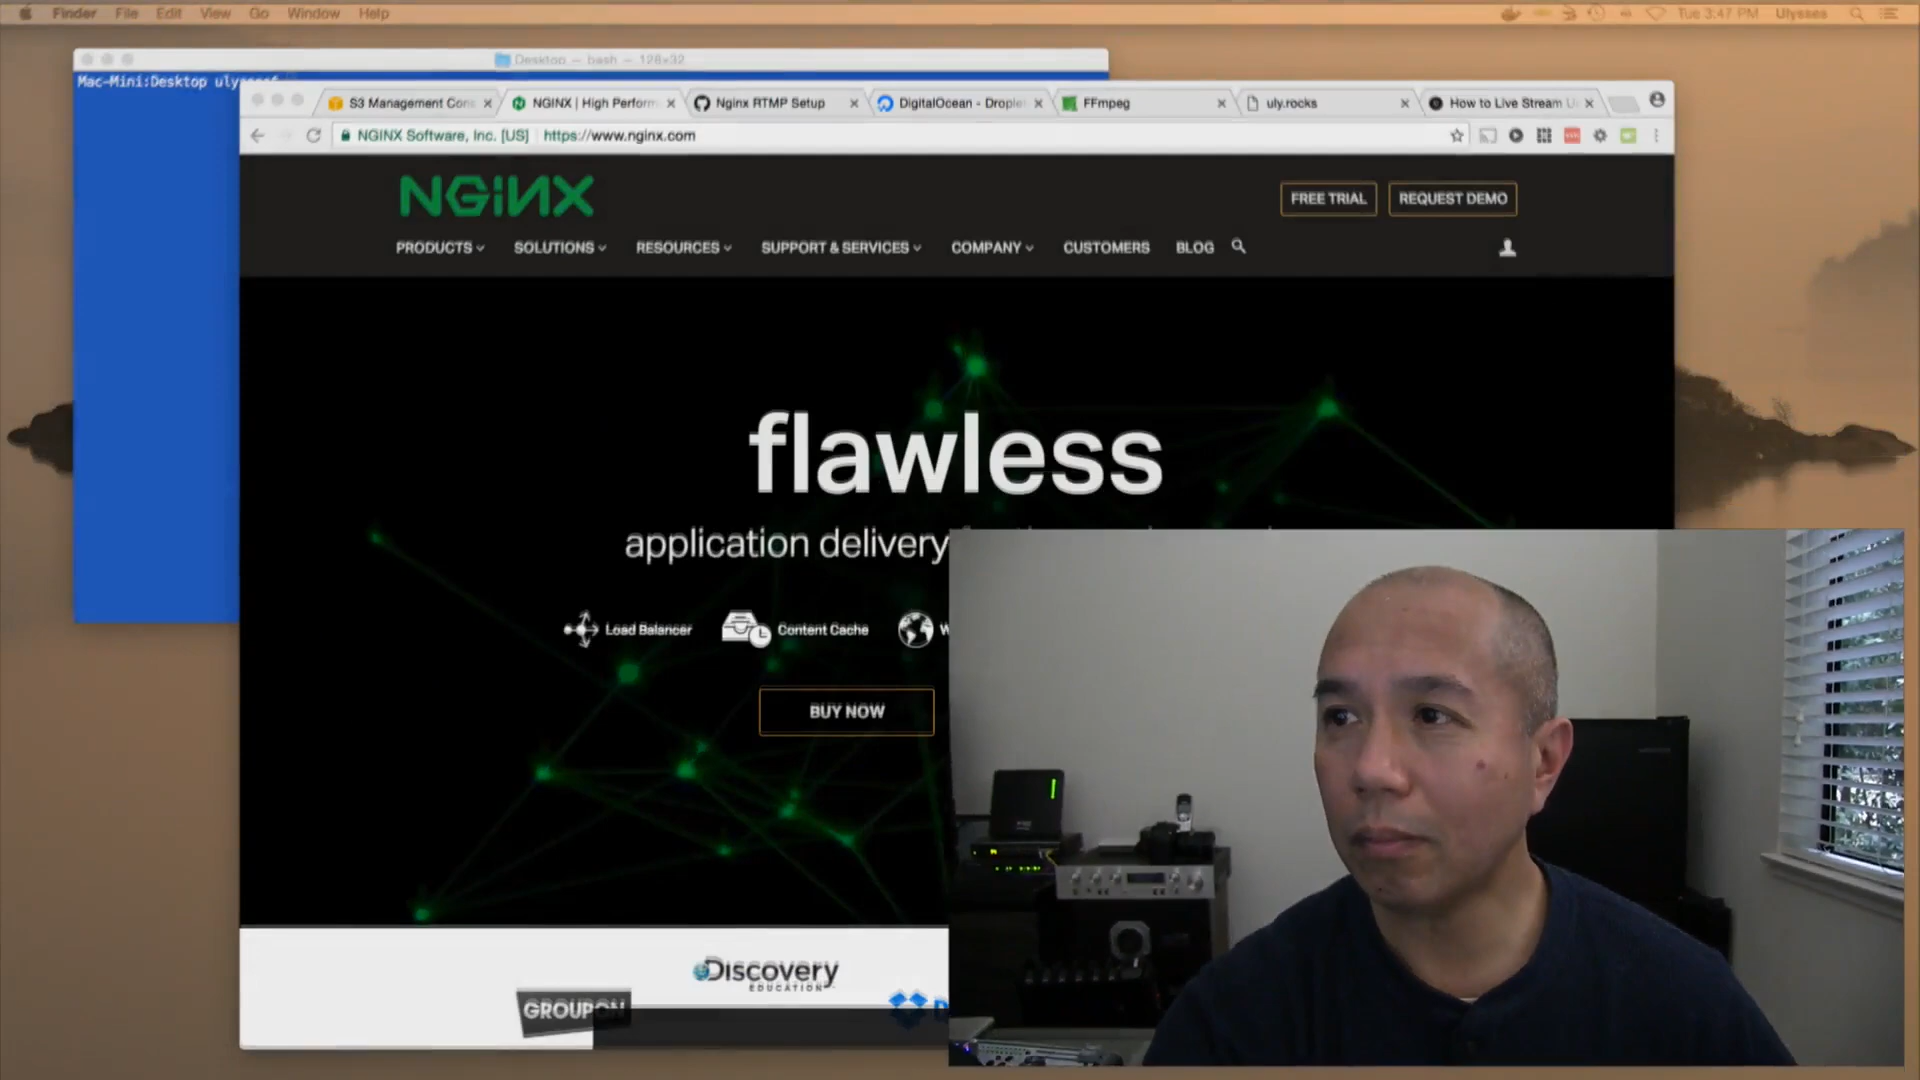 Finder File Edit View Go Window Help
Tue 3:47 PM Ulysses
Desktop — bash — 128×32
Mac-Mini:Desktop
S3 Management Con
NGINX | High Perform
Nginx RTMP Setup
DigitalOcean - Drople
FFmpeg
uly.rocks
How to Live Stream U
NGINX Software, Inc. [US] https://www.nginx.com
NGINX
FREE TRIAL
REQUEST DEMO
PRODUCTS SOLUTIONS RESOURCES SUPPORT & SERVICES COMPANY CUSTOMERS BLOG
flawless
application delivery
Load Balancer
Content Cache
W
BUY NOW
Discovery
EDUCATION
GROUPON
D